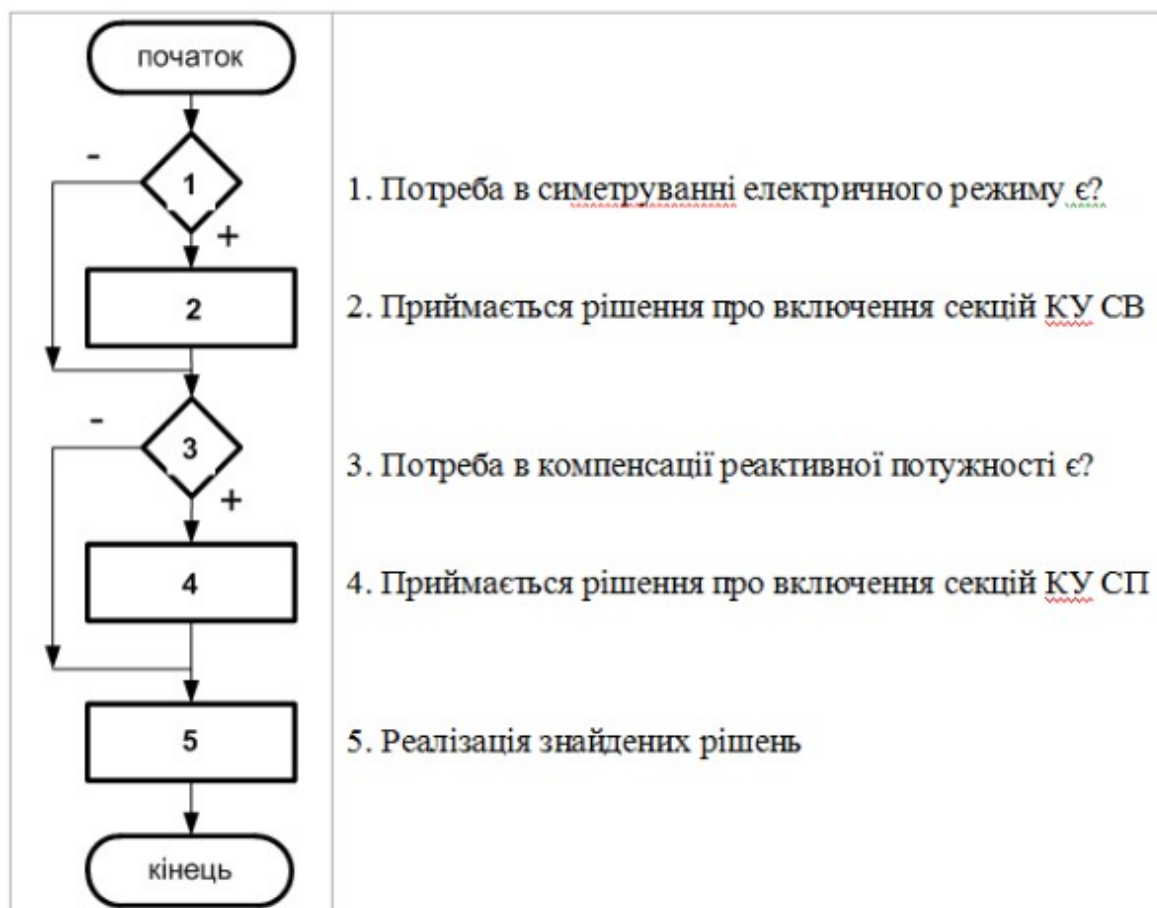 початок
-
1
+
1. Потреба в симетруванні електричного режиму є?
2
2. Приймається рішення про включення секцій КУ СВ
-
3
+
3. Потреба в компенсації реактивної потужності є?
4
4. Приймається рішення про включення секцій КУ СП
5
5. Реалізація знайдених рішень
кінець